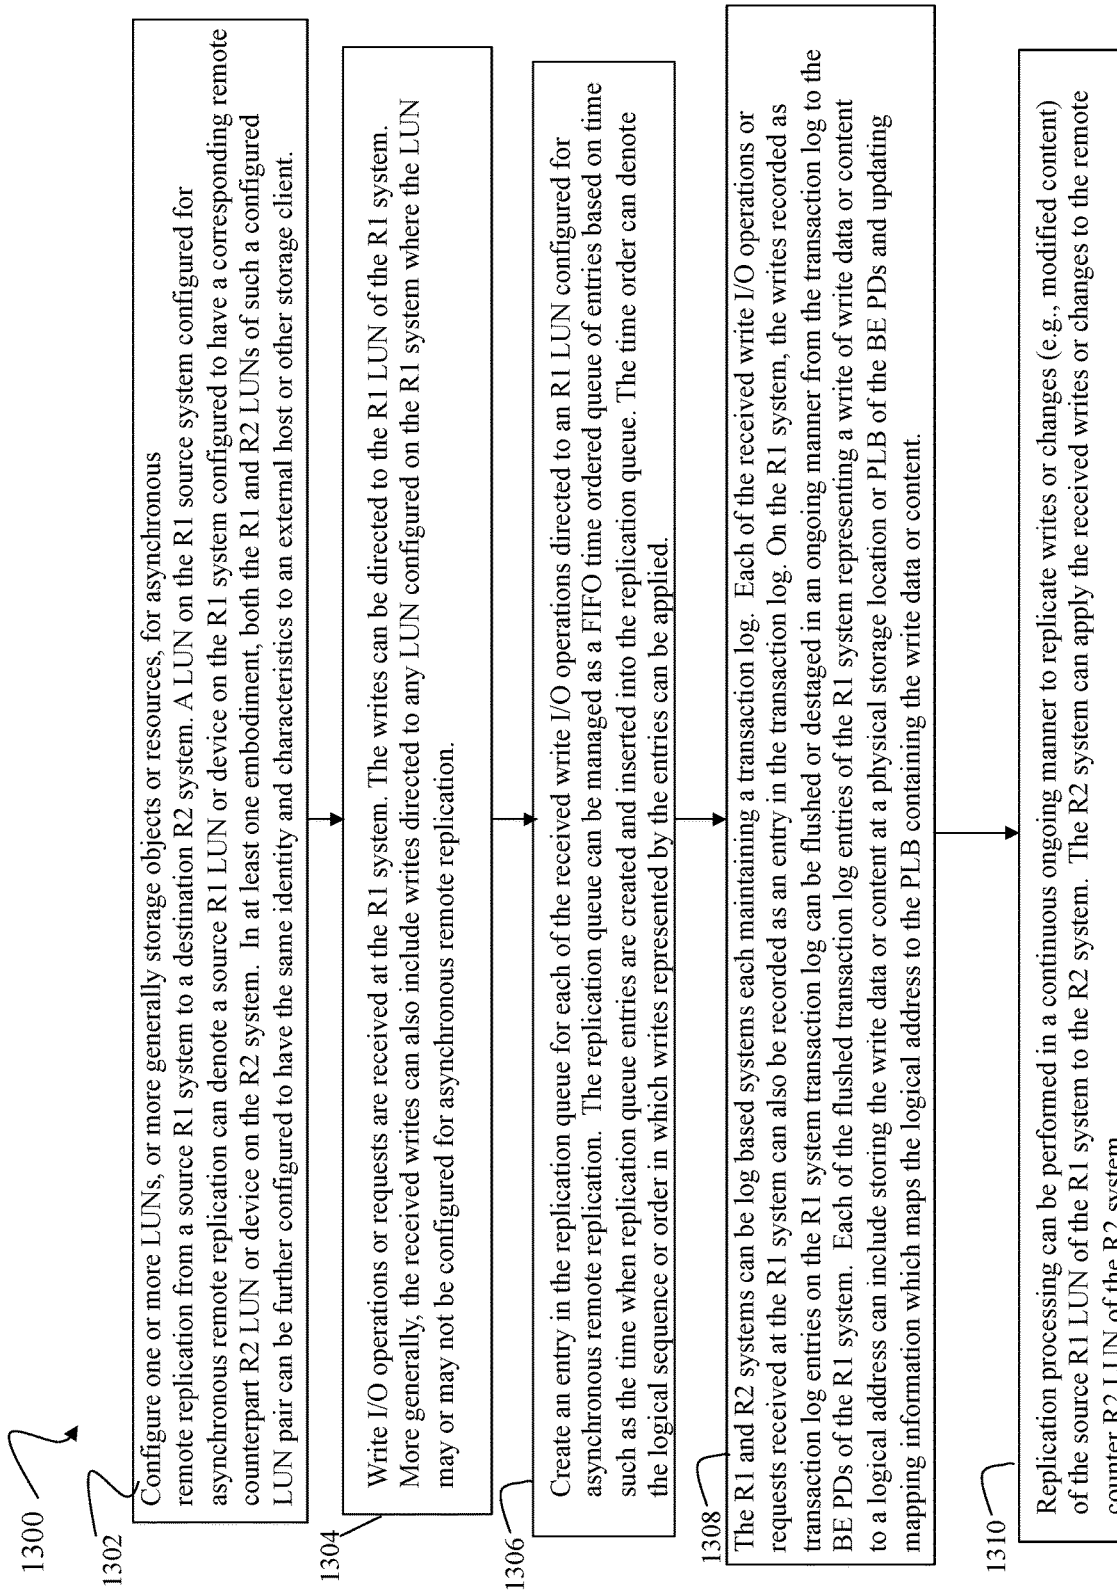 1300
1302
Configure one or more LUNs, or more generally storage objects or resources, for asynchronous
remote replication from a source R1 system to a destination R2 system. A LUN on the R1 source system configured for
asynchronous remote replication can denote a source R1 LUN or device on the R1 system configured to have a corresponding remote
counterpart R2 LUN or device on the R2 system. In at least one embodiment, both the R1 and R2 LUNs of such a configured
LUN pair can be further configured to have the same identity and characteristics to an external host or other storage client.
1304
Write I/O operations or requests are received at the R1 system. The writes can be directed to the R1 LUN of the R1 system.
More generally, the received writes can also include writes directed to any LUN configured on the R1 system where the LUN
may or may not be configured for asynchronous remote replication.
1306
Create an entry in the replication queue for each of the received write I/O operations directed to an R1 LUN configured for
asynchronous remote replication. The replication queue can be managed as a FIFO time ordered queue of entries based on time
such as the time when replication queue entries are created and inserted into the replication queue. The time order can denote
the logical sequence or order in which writes represented by the entries can be applied.
1308
The R1 and R2 systems can be log based systems each maintaining a transaction log. Each of the received write I/O operations or
requests received at the R1 system can also be recorded as an entry in the transaction log. On the R1 system, the writes recorded as
transaction log entries on the R1 system transaction log can be flushed or destaged in an ongoing manner from the transaction log to the
BE PDs of the R1 system. Each of the flushed transaction log entries of the R1 system representing a write of write data or content
to a logical address can include storing the write data or content at a physical storage location or PLB of the BE PDs and updating
mapping information which maps the logical address to the PLB containing the write data or content.
1310
Replication processing can be performed in a continuous ongoing manner to replicate writes or changes (e.g., modified content)
of the source R1 LUN of the R1 system to the R2 system. The R2 system can apply the received writes or changes to the remote
counter R2 LUN of the R2 system